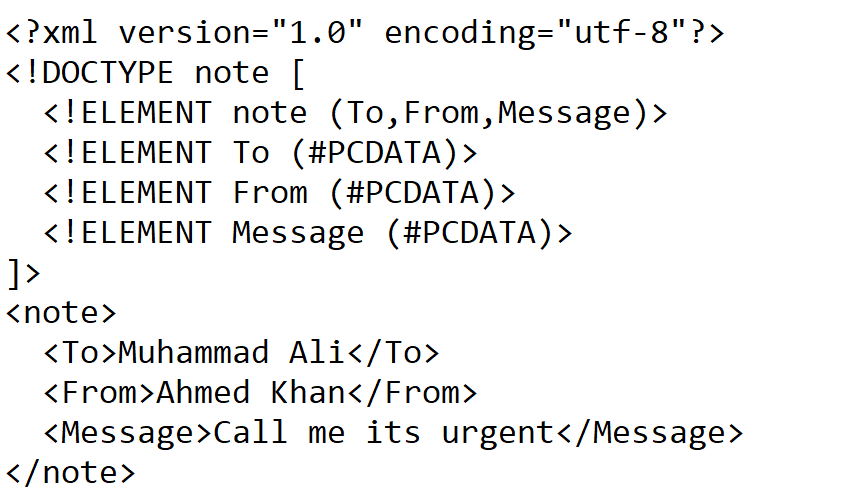 <?xml version="1.0" encoding="utf-8"?>
<!DOCTYPE note [
  <!ELEMENT note (To,From,Message)>
  <!ELEMENT To (#PCDATA)>
  <!ELEMENT From (#PCDATA)>
  <!ELEMENT Message (#PCDATA)>
]>
<note>
  <To>Muhammad Ali</To>
  <From>Ahmed Khan</From>
  <Message>Call me its urgent</Message>
</note>